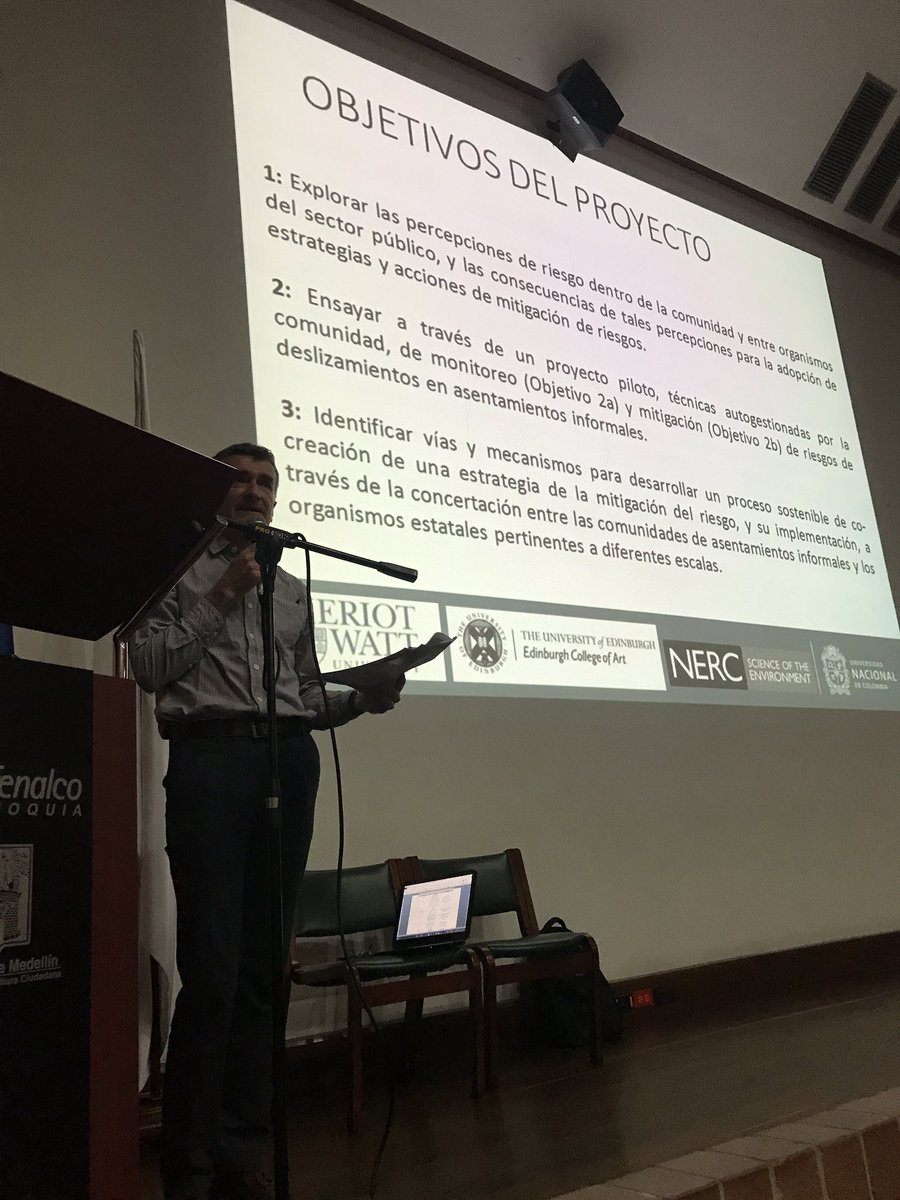 OBJETIVOS DEL PROYECTO
1: Explorar las percepciones de riesgo dentro de la comunidad y entre organismos
del sector público, y las consecuencias de tales percepciones para la adopción de
estrategias y acciones de mitigación de riesgos.
2: Ensayar a través de un proyecto piloto, técnicas autogestionadas por la
comunidad, de monitoreo (Objetivo 2a) y mitigación (Objetivo 2b) de riesgos de
deslizamientos en asentamientos informales.
3: Identificar vías y mecanismos para desarrollar un proceso sostenible de co-
creación de una estrategia de la mitigación del riesgo, y su implementación, a
través de la concertación entre las comunidades de asentamientos informales y los
organismos estatales pertinentes a diferentes escalas.
ERIOT
WATT
UNI
THE UNIVERSITY of EDINBURGH
Edinburgh College of Art
NERC
SCIENCE OF THE
ENVIRONMENT
UNIVERSIDAD
NACIONAL
DE COLOMBIA
fenalco
OQUIA
e Medellín
Ciudadana